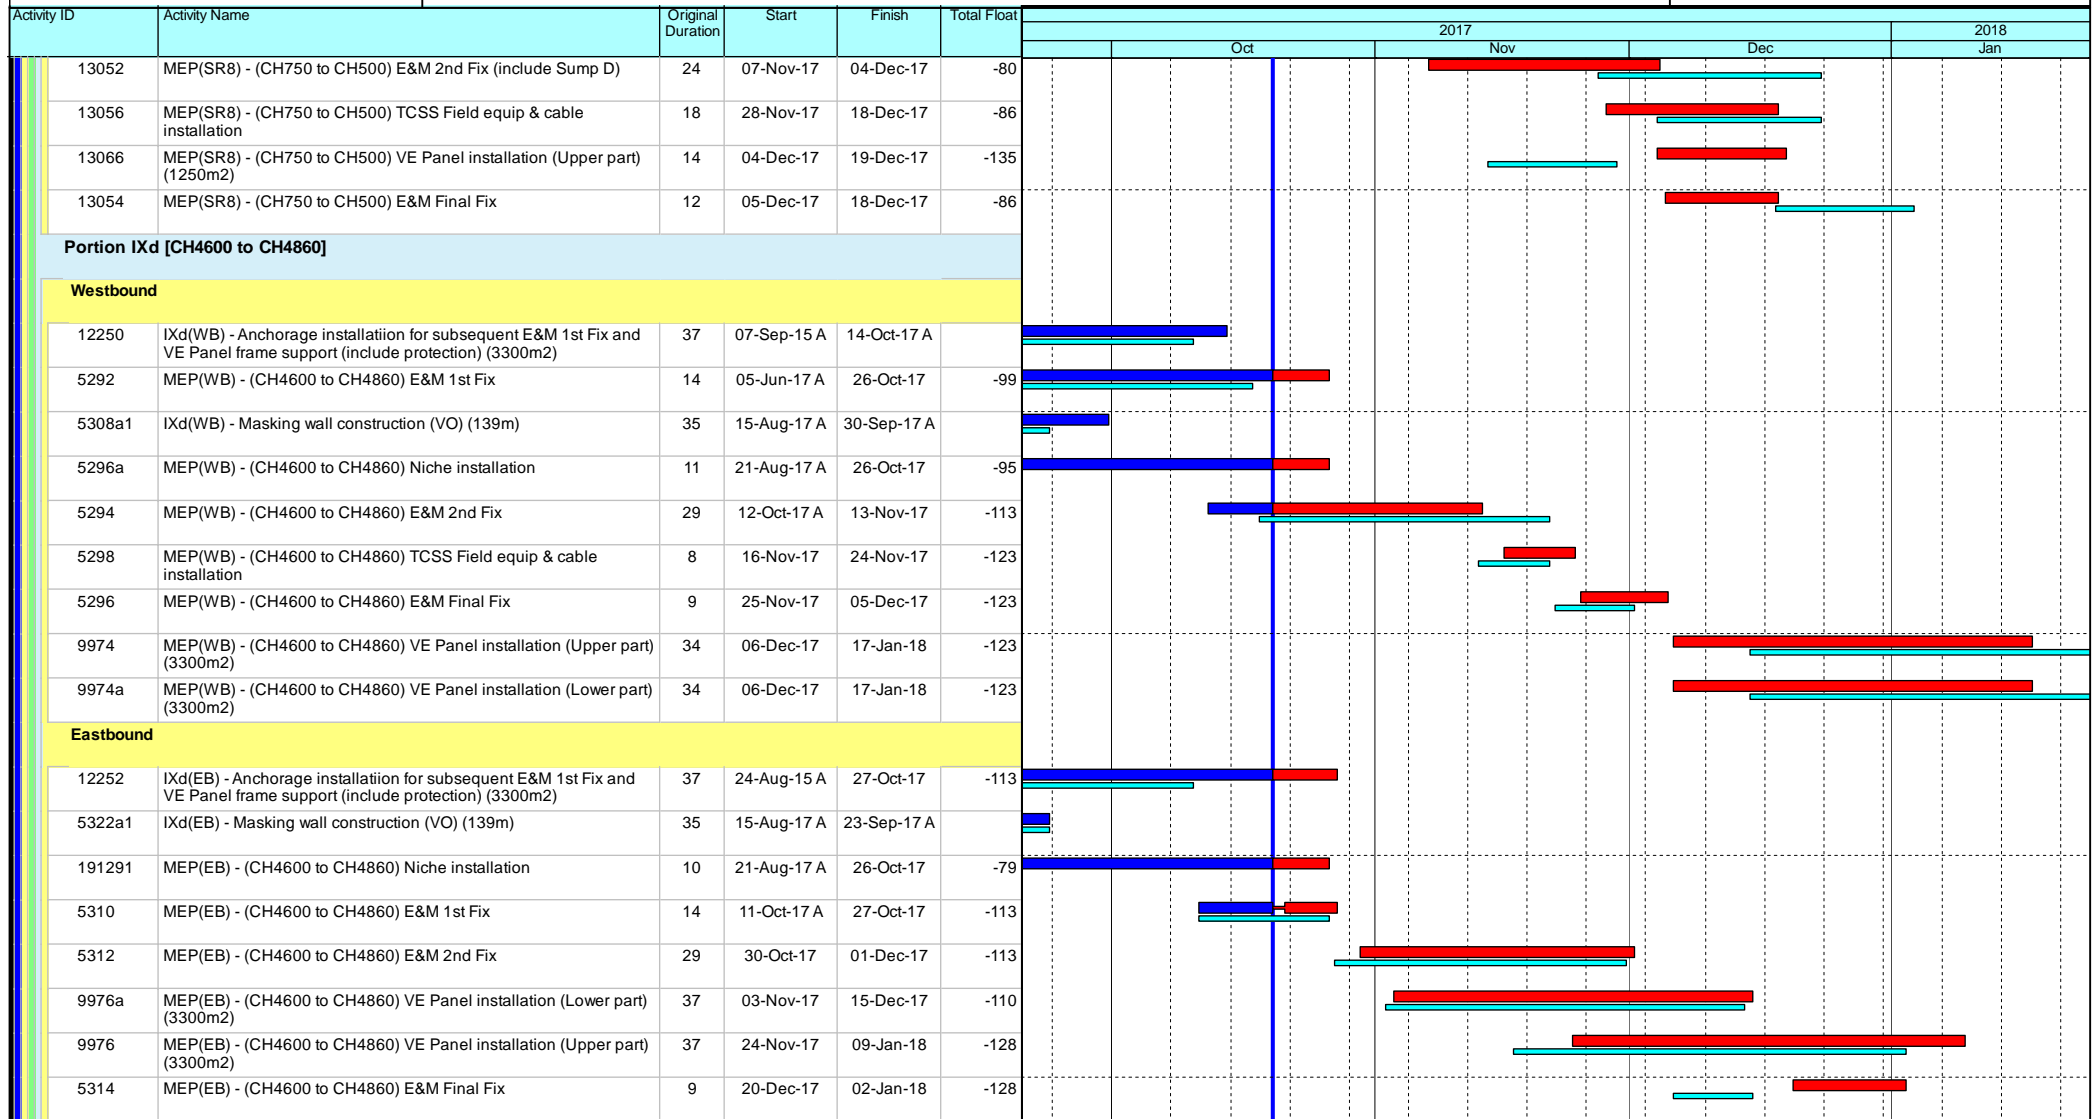 Activity ID Activity Name Original Duration Start Finish Total Float
2017 2018
Oct Nov Dec Jan
13052 MEP(SR8) - (CH750 to CH500) E&M 2nd Fix (include Sump D) 24 07-Nov-17 04-Dec-17 -80
13056 MEP(SR8) - (CH750 to CH500) TCSS Field equip & cable 18 28-Nov-17 18-Dec-17 -86
installation
13066 MEP(SR8) - (CH750 to CH500) VE Panel installation (Upper part) 14 04-Dec-17 19-Dec-17 -135
(1250m2)
13054 MEP(SR8) - (CH750 to CH500) E&M Final Fix 12 05-Dec-17 18-Dec-17 -86
Portion IXd [CH4600 to CH4860]
Westbound
12250 IXd(WB) - Anchorage installatiion for subsequent E&M 1st Fix and 37 07-Sep-15 A 14-Oct-17 A
VE Panel frame support (include protection) (3300m2)
5292 MEP(WB) - (CH4600 to CH4860) E&M 1st Fix 14 05-Jun-17 A 26-Oct-17 -99
5308a1 IXd(WB) - Masking wall construction (VO) (139m) 35 15-Aug-17 A 30-Sep-17 A
5296a MEP(WB) - (CH4600 to CH4860) Niche installation 11 21-Aug-17 A 26-Oct-17 -95
5294 MEP(WB) - (CH4600 to CH4860) E&M 2nd Fix 29 12-Oct-17 A 13-Nov-17 -113
5298 MEP(WB) - (CH4600 to CH4860) TCSS Field equip & cable 8 16-Nov-17 24-Nov-17 -123
installation
5296 MEP(WB) - (CH4600 to CH4860) E&M Final Fix 9 25-Nov-17 05-Dec-17 -123
9974 MEP(WB) - (CH4600 to CH4860) VE Panel installation (Upper part) 34 06-Dec-17 17-Jan-18 -123
(3300m2)
9974a MEP(WB) - (CH4600 to CH4860) VE Panel installation (Lower part) 34 06-Dec-17 17-Jan-18 -123
(3300m2)
Eastbound
12252 IXd(EB) - Anchorage installatiion for subsequent E&M 1st Fix and 37 24-Aug-15 A 27-Oct-17 -113
VE Panel frame support (include protection) (3300m2)
5322a1 IXd(EB) - Masking wall construction (VO) (139m) 35 15-Aug-17 A 23-Sep-17 A
191291 MEP(EB) - (CH4600 to CH4860) Niche installation 10 21-Aug-17 A 26-Oct-17 -79
5310 MEP(EB) - (CH4600 to CH4860) E&M 1st Fix 14 11-Oct-17 A 27-Oct-17 -113
5312 MEP(EB) - (CH4600 to CH4860) E&M 2nd Fix 29 30-Oct-17 01-Dec-17 -113
9976a MEP(EB) - (CH4600 to CH4860) VE Panel installation (Lower part) 37 03-Nov-17 15-Dec-17 -110
(3300m2)
9976 MEP(EB) - (CH4600 to CH4860) VE Panel installation (Upper part) 37 24-Nov-17 09-Jan-18 -128
(3300m2)
5314 MEP(EB) - (CH4600 to CH4860) E&M Final Fix 9 20-Dec-17 02-Jan-18 -128